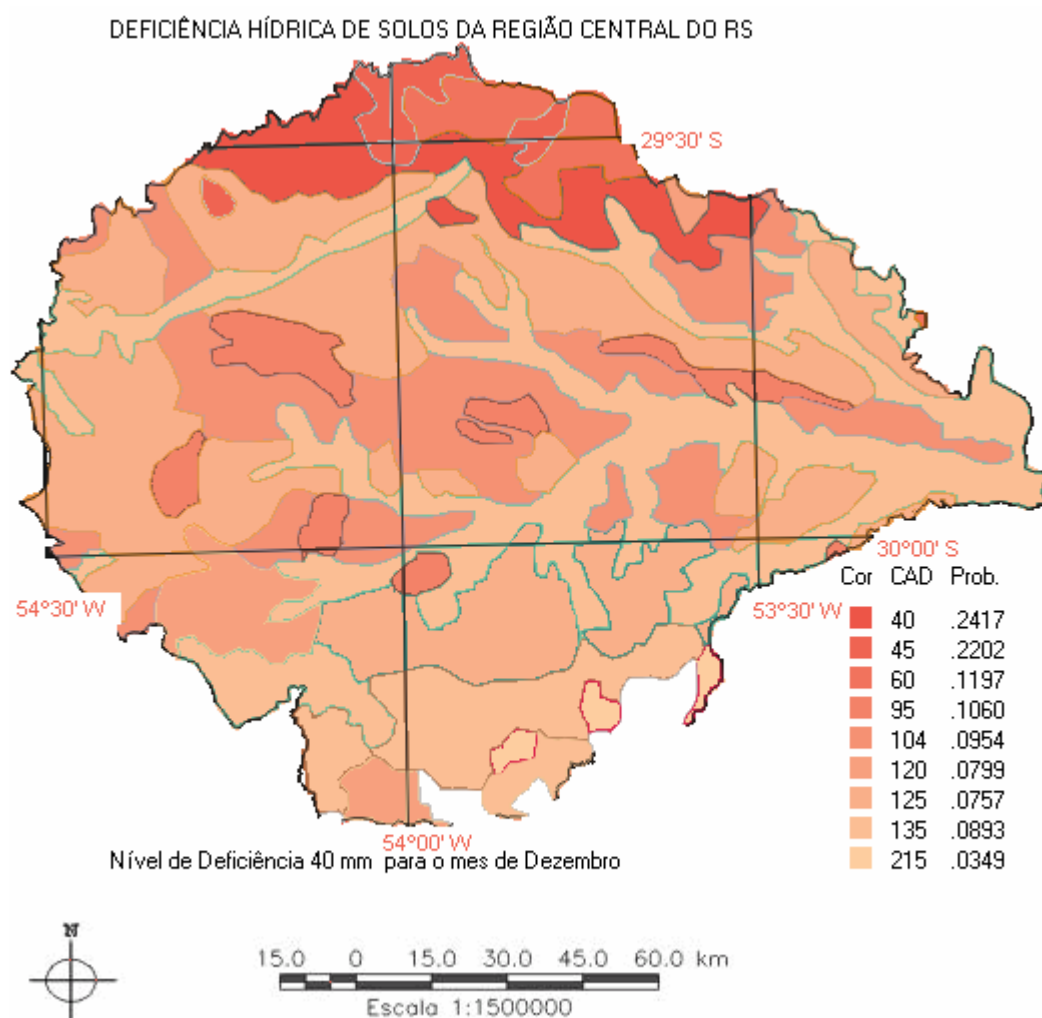 DEFICIÊNCIA HÍDRICA DE SOLOS DA REGIÃO CENTRAL DO RS
29°30' S
30°00' S
54°30' W
53°30' W
Cor CAD Prob.
40 .2417
45 .2202
60 .1197
95 .1060
104 .0954
120 .0799
125 .0757
135 .0893
215 .0349
54°00' W
Nível de Deficiência 40 mm para o mes de Dezembro
N
15.0 0 15.0 30.0 45.0 60.0 km
Escala 1:1500000